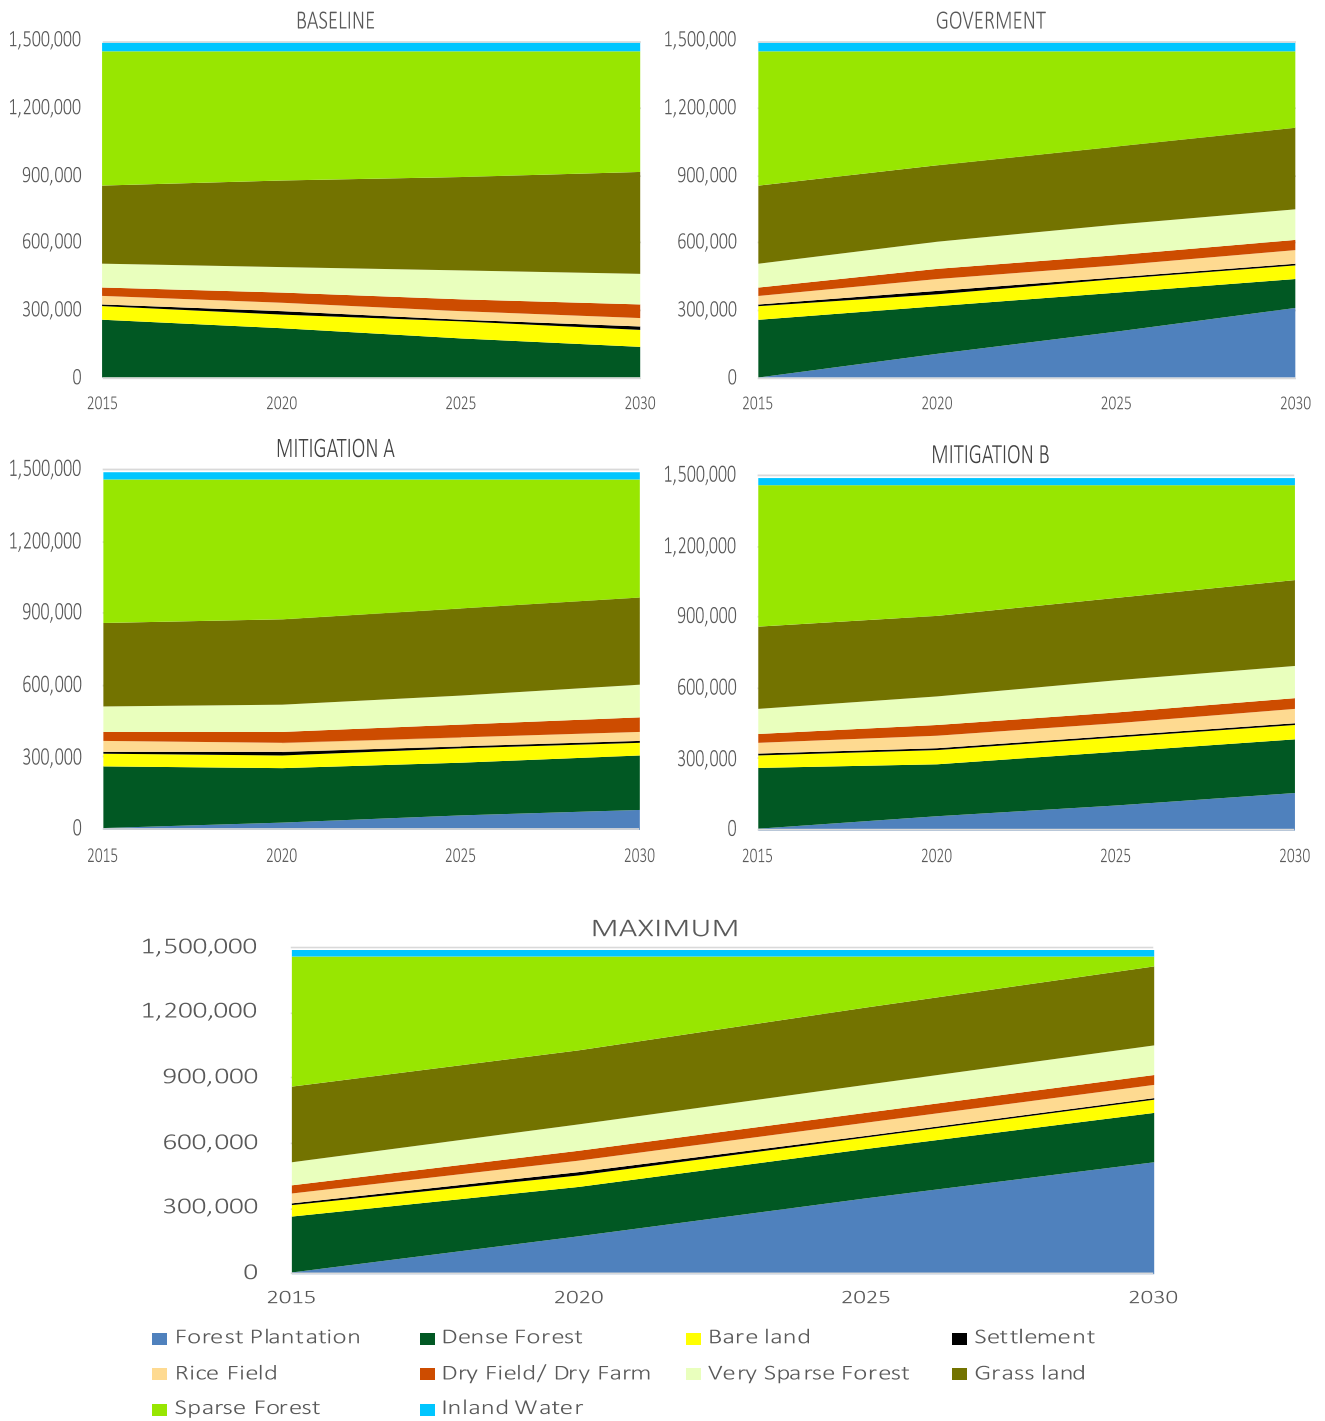 BASELINE
1,500,000
1,200,000
900,000
600,000
300,000
0
2015 2020 2025 2030
GOVERMENT
1,500,000
1,200,000
900,000
600,000
300,000
0
2015 2020 2025 2030
MITIGATION A
1,500,000
1,200,000
900,000
600,000
300,000
0
2015 2020 2025 2030
MITIGATION B
1,500,000
1,200,000
900,000
600,000
300,000
0
2015 2020 2025 2030
MAXIMUM
1,500,000
1,200,000
900,000
600,000
300,000
0
2015 2020 2025 2030
Forest Plantation Dense Forest Bare land Settlement
Rice Field Dry Field/ Dry Farm Very Sparse Forest Grass land
Sparse Forest Inland Water